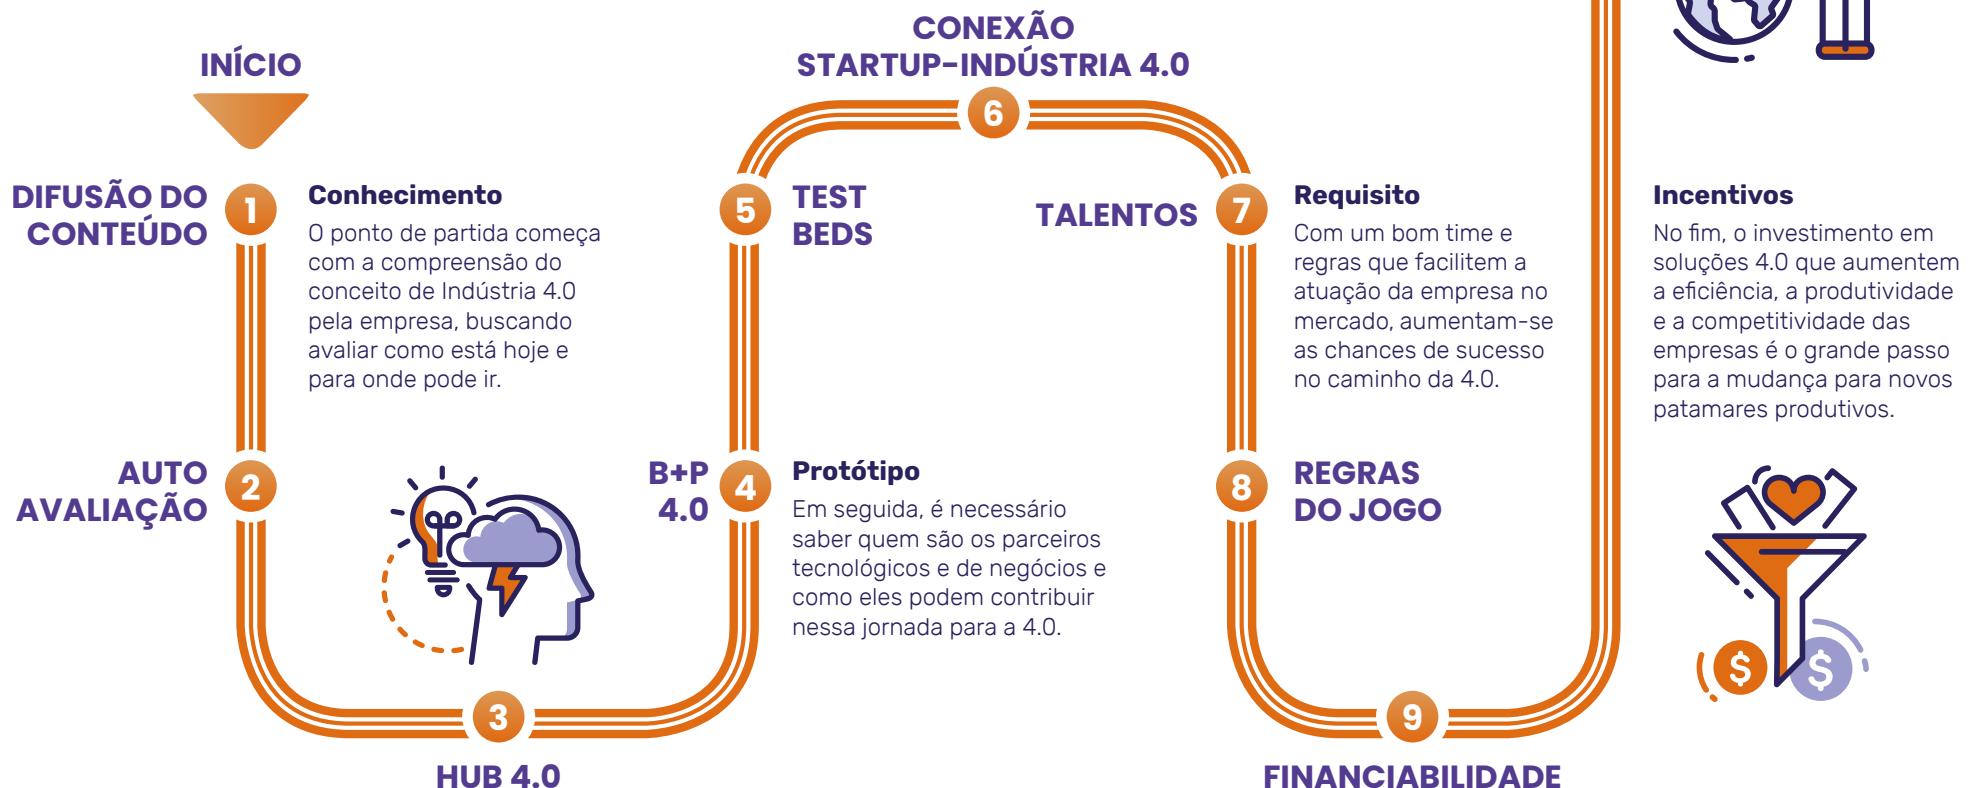 INÍCIO
1
DIFUSÃO DO
CONTEÚDO
Conhecimento
O ponto de partida começa
com a compreensão do
conceito de Indústria 4.0
pela empresa, buscando
avaliar como está hoje e
para onde pode ir.
2
AUTO
AVALIAÇÃO
3
HUB 4.0
4
B+P
4.0
Protótipo
Em seguida, é necessário
saber quem são os parceiros
tecnológicos e de negócios e
como eles podem contribuir
nessa jornada para a 4.0.
5
TEST
BEDS
CONEXÃO
STARTUP-INDÚSTRIA 4.0
6
TALENTOS
7
Requisito
Com um bom time e
regras que facilitem a
atuação da empresa no
mercado, aumentam-se
as chances de sucesso
no caminho da 4.0.
8
REGRAS
DO JOGO
9
FINANCIABILIDADE
Incentivos
No fim, o investimento em
soluções 4.0 que aumentem
a eficiência, a produtividade
e a competitividade das
empresas é o grande passo
para a mudança para novos
patamares produtivos.
$
$